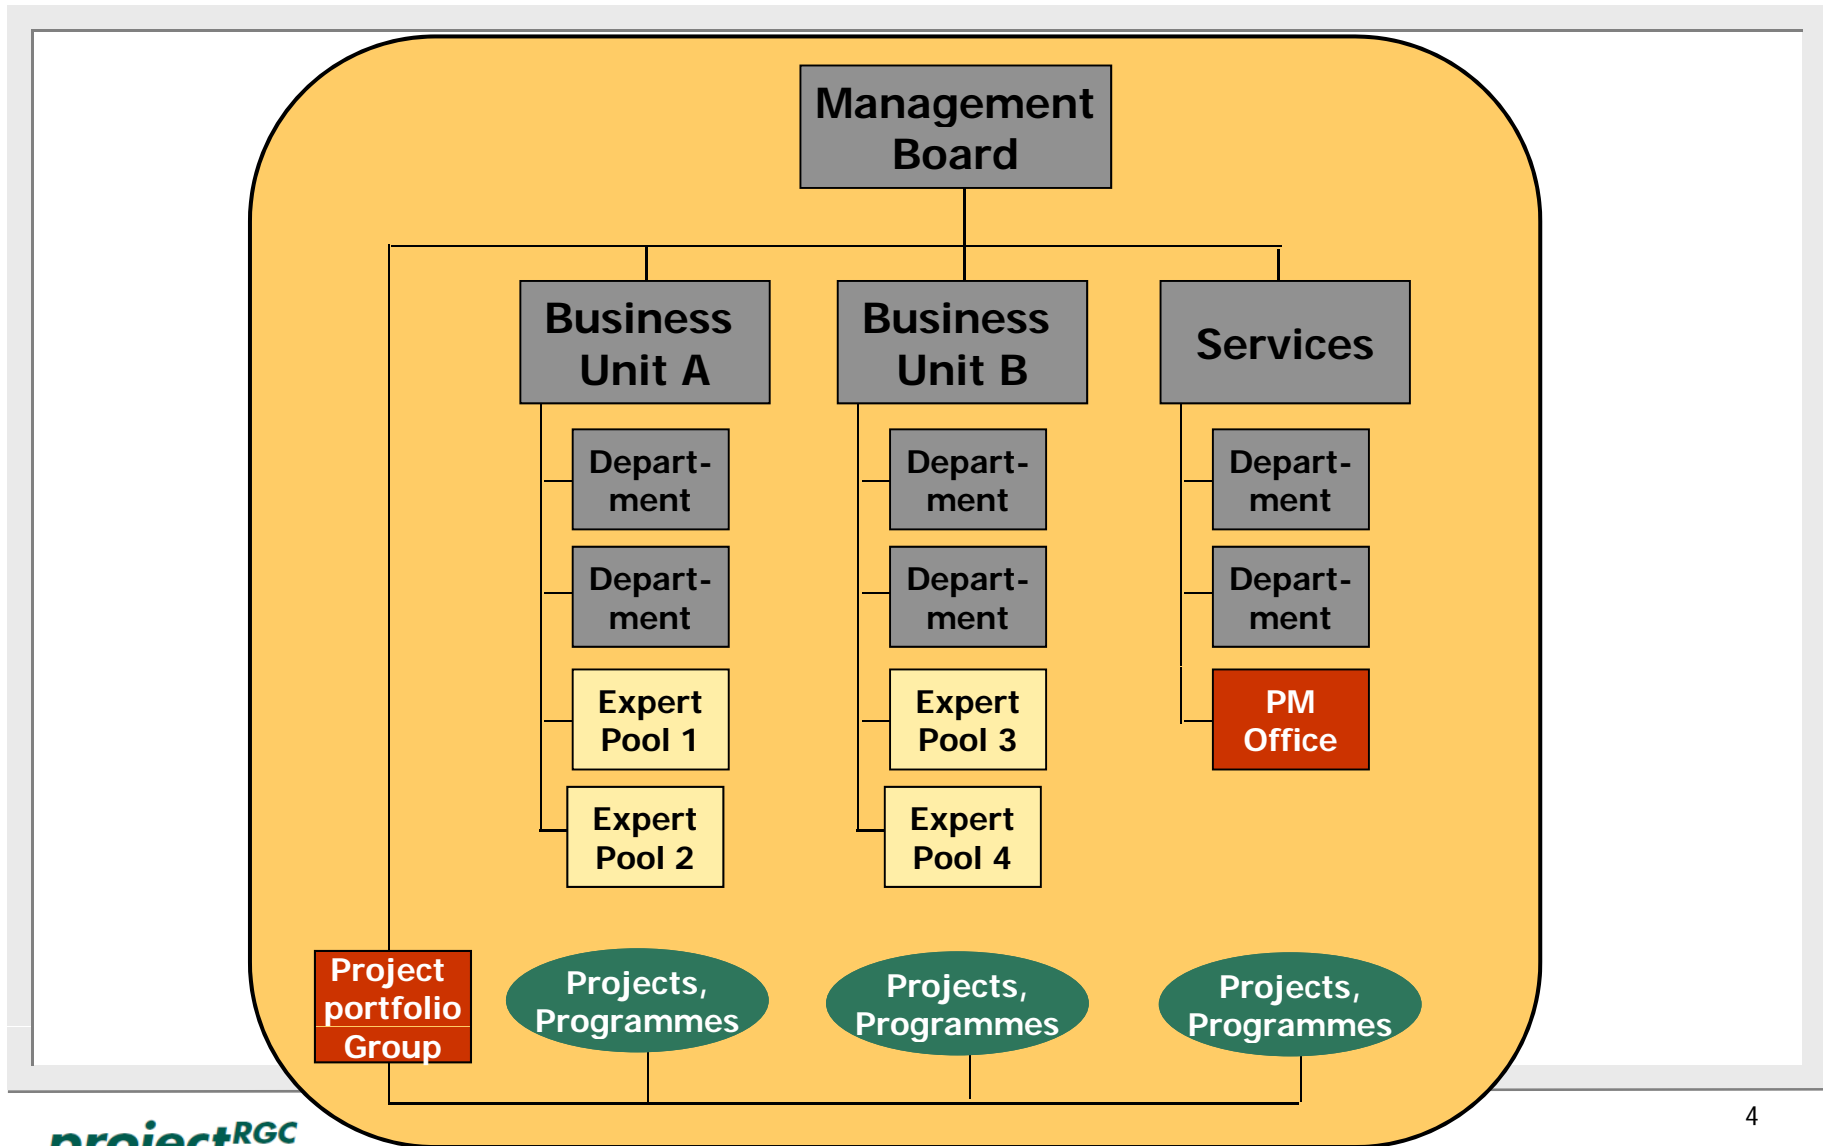 Management
Board
Business
Unit A
Business
Unit B
Services
Depart-
ment
Depart-
ment
Depart-
ment
Depart-
ment
Depart-
ment
Depart-
ment
Expert
Pool 1
Expert
Pool 3
PM
Office
Expert
Pool 2
Expert
Pool 4
Project
portfolio
Group
Projects,
Programmes
Projects,
Programmes
Projects,
Programmes
projectRGC
4